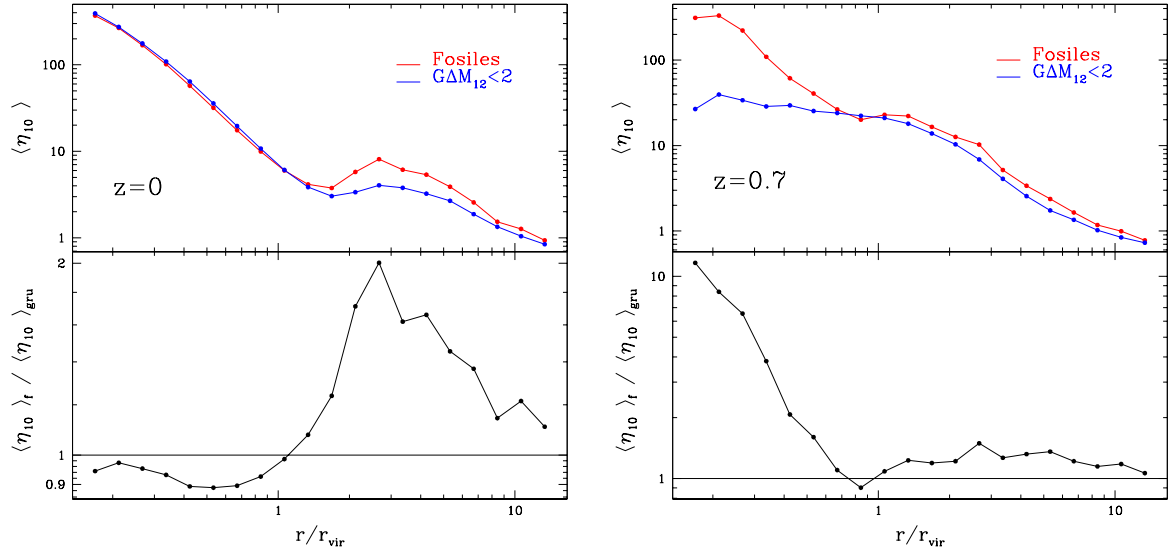 100
10
1
⟨η₁₀⟩
Fosiles
GΔM₁₂<2
z=0
2
1
0.9
⟨η₁₀⟩f / ⟨η₁₀⟩gru
1
10
r/rvir
100
10
1
⟨η₁₀⟩
Fosiles
GΔM₁₂<2
z=0.7
10
1
⟨η₁₀⟩f / ⟨η₁₀⟩gru
1
10
r/rvir